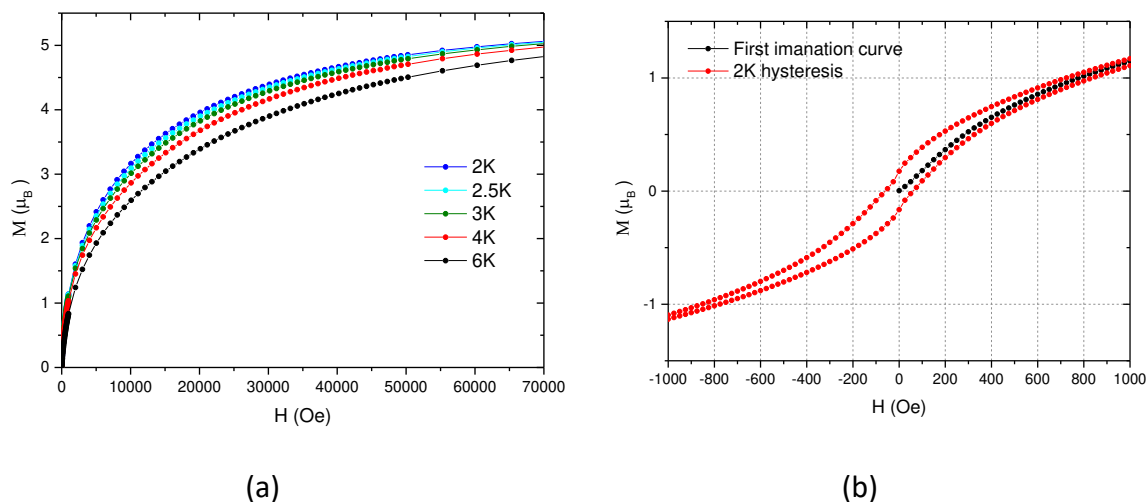 M (μB)
5
4
3
2
1
0
2K
2.5K
3K
4K
6K
0 10000 20000 30000 40000 50000 60000 70000
H (Oe)
(a)
First imanation curve
2K hysteresis
M (μB)
1
0
-1
-1000 -800 -600 -400 -200 0 200 400 600 800 1000
H (Oe)
(b)